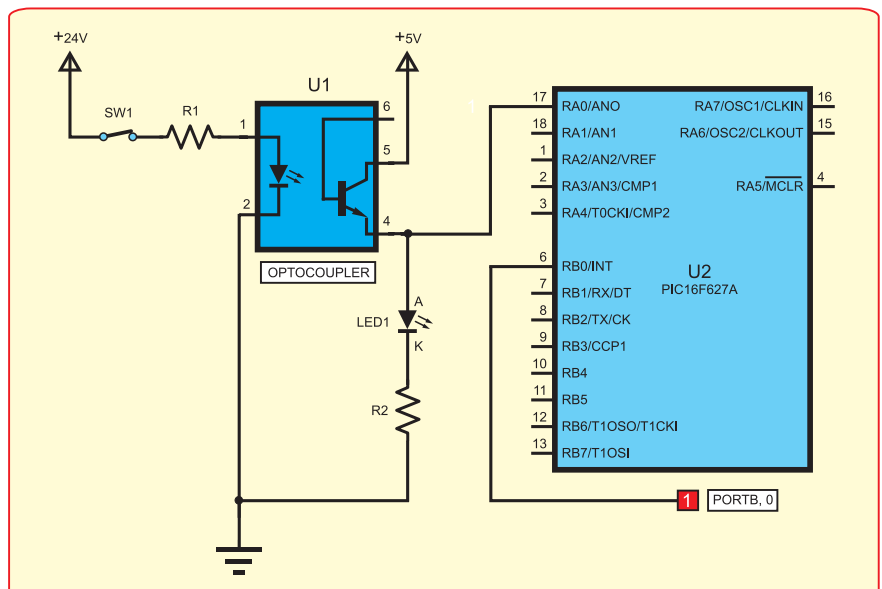 +24V
+5V
SW1
R1
U1
1
2
6
5
4
OPTOCOUPLER
A
LED1
K
R2
1
17 RA0/ANO
18 RA1/AN1
1 RA2/AN2/VREF
2 RA3/AN3/CMP1
3 RA4/T0CKI/CMP2
6 RB0/INT
7 RB1/RX/DT
8 RB2/TX/CK
9 RB3/CCP1
10 RB4
11 RB5
12 RB6/T1OSO/T1CKI
13 RB7/T1OSI
RA7/OSC1/CLKIN 16
RA6/OSC2/CLKOUT 15
RA5/MCLR 4
U2
PIC16F627A
1 PORTB, 0